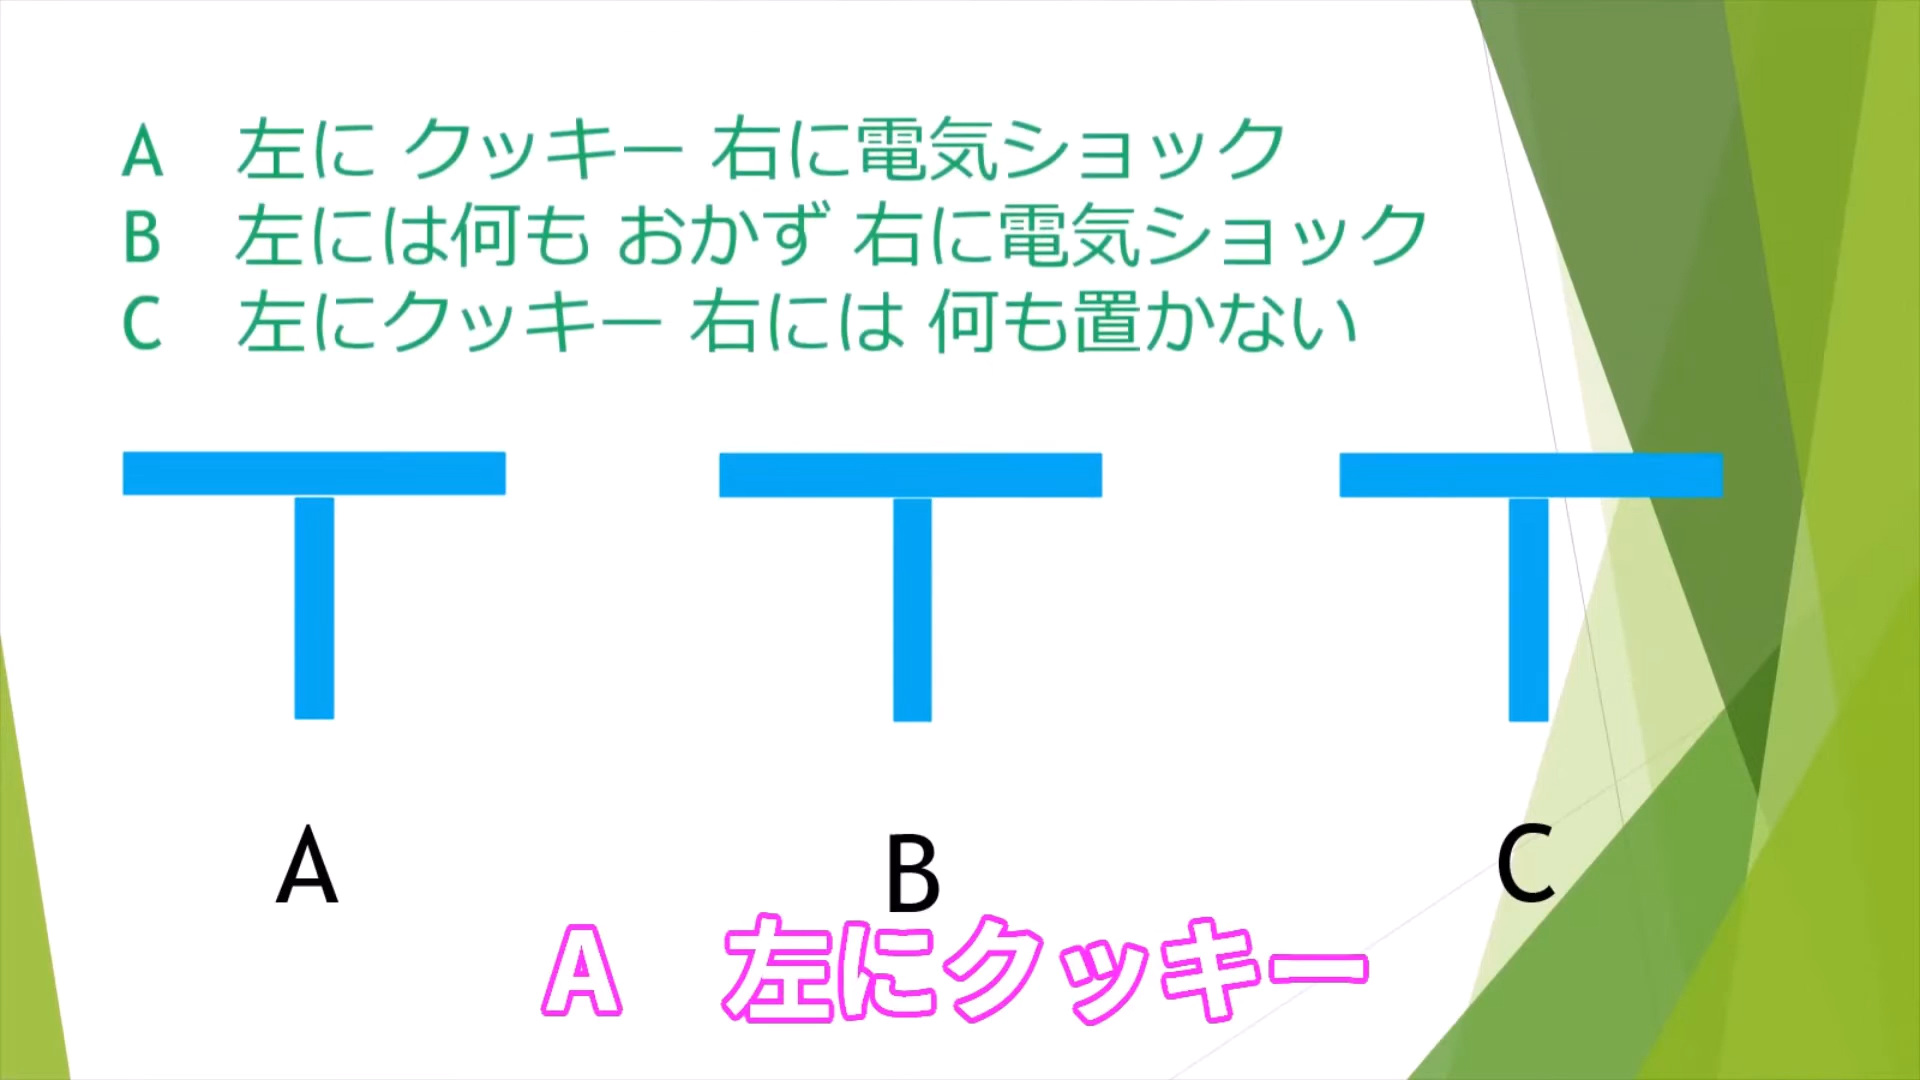 A 左に クッキー 右に電気ショック
B 左には何も おかず 右に電気ショック
C 左にクッキー 右には 何も置かない
A
B
C
A 左にクッキー